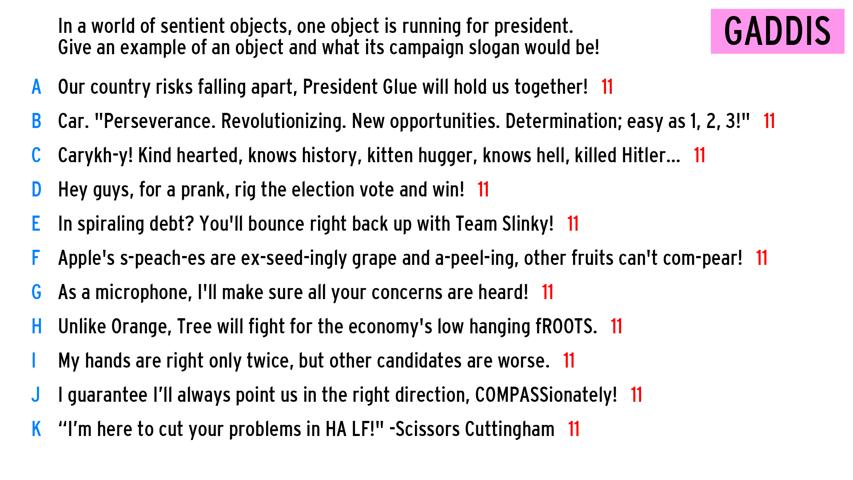 In a world of sentient objects, one object is running for president.
Give an example of an object and what its campaign slogan would be!
GADDIS
A Our country risks falling apart, President Glue will hold us together! 11
B Car. "Perseverance. Revolutionizing. New opportunities. Determination; easy as 1, 2, 3!" 11
C Carykh-y! Kind hearted, knows history, kitten hugger, knows hell, killed Hitler... 11
D Hey guys, for a prank, rig the election vote and win! 11
E In spiraling debt? You'll bounce right back up with Team Slinky! 11
F Apple's s-peach-es are ex-seed-ingly grape and a-peel-ing, other fruits can't com-pear! 11
G As a microphone, I'll make sure all your concerns are heard! 11
H Unlike Orange, Tree will fight for the economy's low hanging fROOTS. 11
I My hands are right only twice, but other candidates are worse. 11
J I guarantee I’ll always point us in the right direction, COMPASSionately! 11
K “I’m here to cut your problems in HA LF!" -Scissors Cuttingham 11